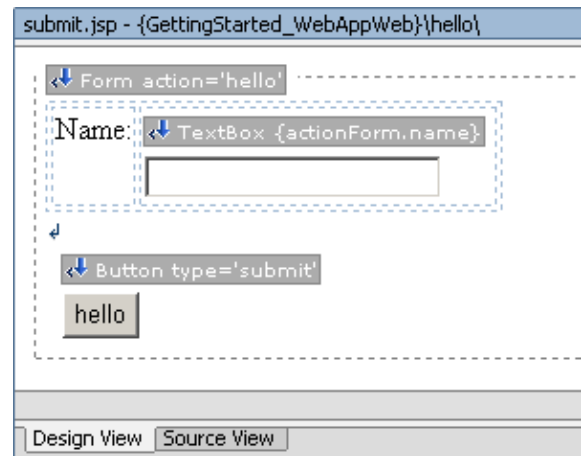 submit.jsp - {GettingStarted_WebAppWeb}\hello\
Form action='hello'
Name: TextBox {actionForm.name}
Button type='submit'
hello
Design View Source View